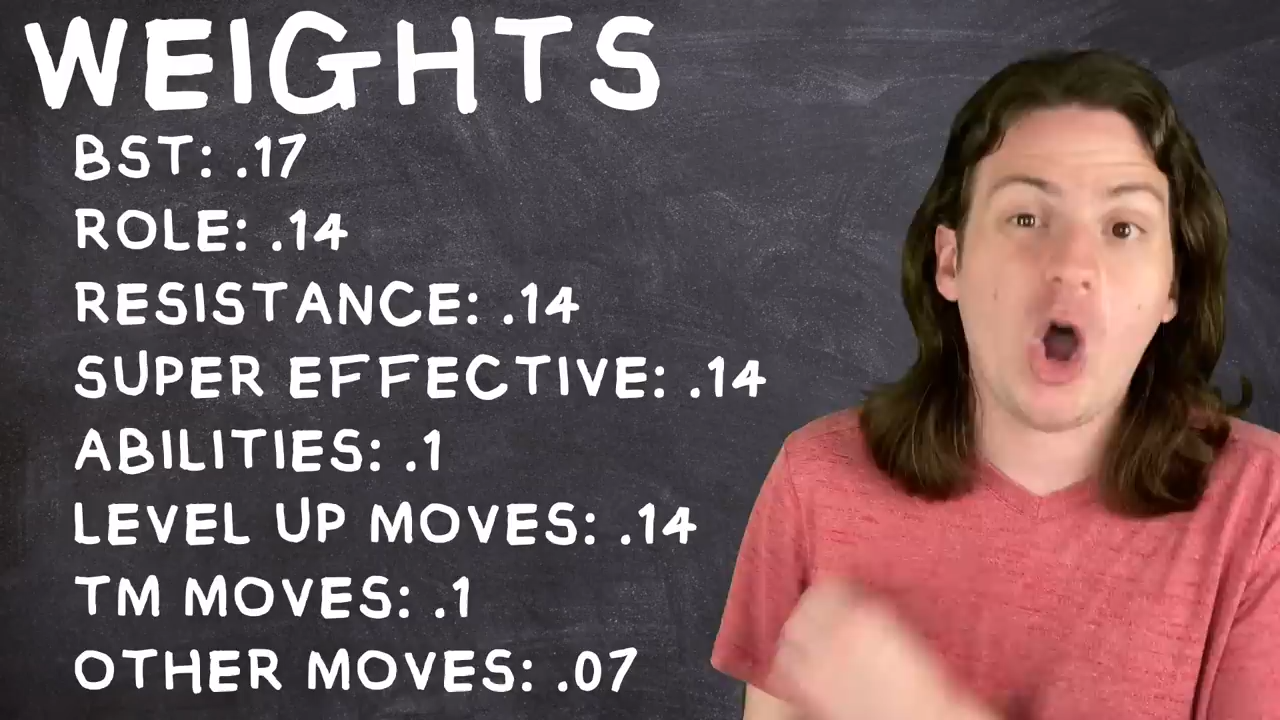 WEIGHTS
BST: .17
ROLE: .14
RESISTANCE: .14
SUPER EFFECTIVE: .14
ABILITIES: .1
LEVEL UP MOVES: .14
TM MOVES: .1
OTHER MOVES: .07